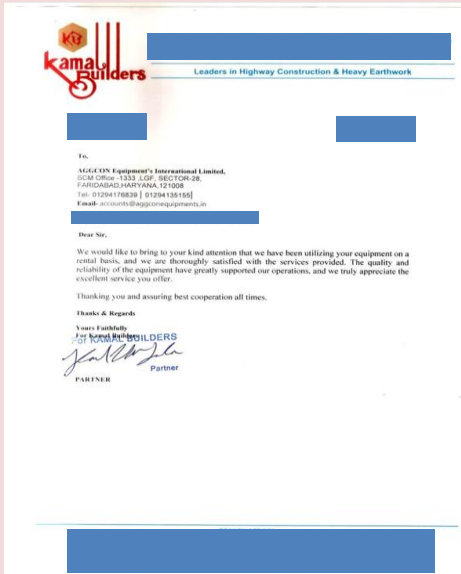 KB
Kamal
Builders
Leaders in Highway Construction & Heavy Earthwork
To,
AGGCON Equipment's International Limited,
SCM Office -1333 ,LGF, SECTOR-28,
FARIDABAD,HARYANA,121008
Tel:- 01294176839 | 01294135155|
Email- accounts@aggconequipments.in
Dear Sir,
We would like to bring to your kind attention that we have been utilizing your equipment on a
rental basis, and we are thoroughly satisfied with the services provided. The quality and
reliability of the equipment have greatly supported our operations, and we truly appreciate the
excellent service you offer.
Thanking you and assuring best cooperation all times.
Thanks & Regards
Yours Faithfully
For Kamal Builders
For KAMAL BUILDERS
Partner
PARTNER